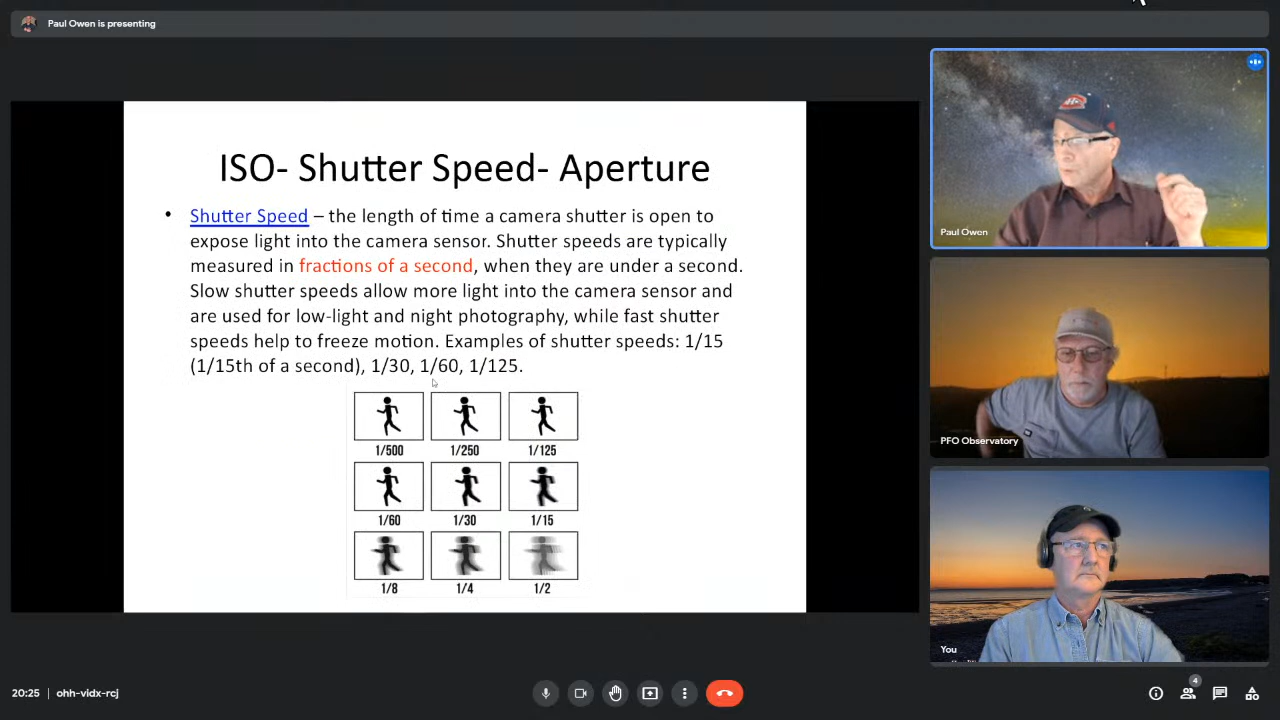 Paul Owen is presenting
ISO- Shutter Speed- Aperture
• Shutter Speed – the length of time a camera shutter is open to
expose light into the camera sensor. Shutter speeds are typically
measured in fractions of a second, when they are under a second.
Slow shutter speeds allow more light into the camera sensor and
are used for low-light and night photography, while fast shutter
speeds help to freeze motion. Examples of shutter speeds: 1/15
(1/15th of a second), 1/30, 1/60, 1/125.
1/500 1/250 1/125
1/60 1/30 1/15
1/8 1/4 1/2
Paul Owen
PFO Observatory
You
20:25 | ohh-vidx-rcj
4